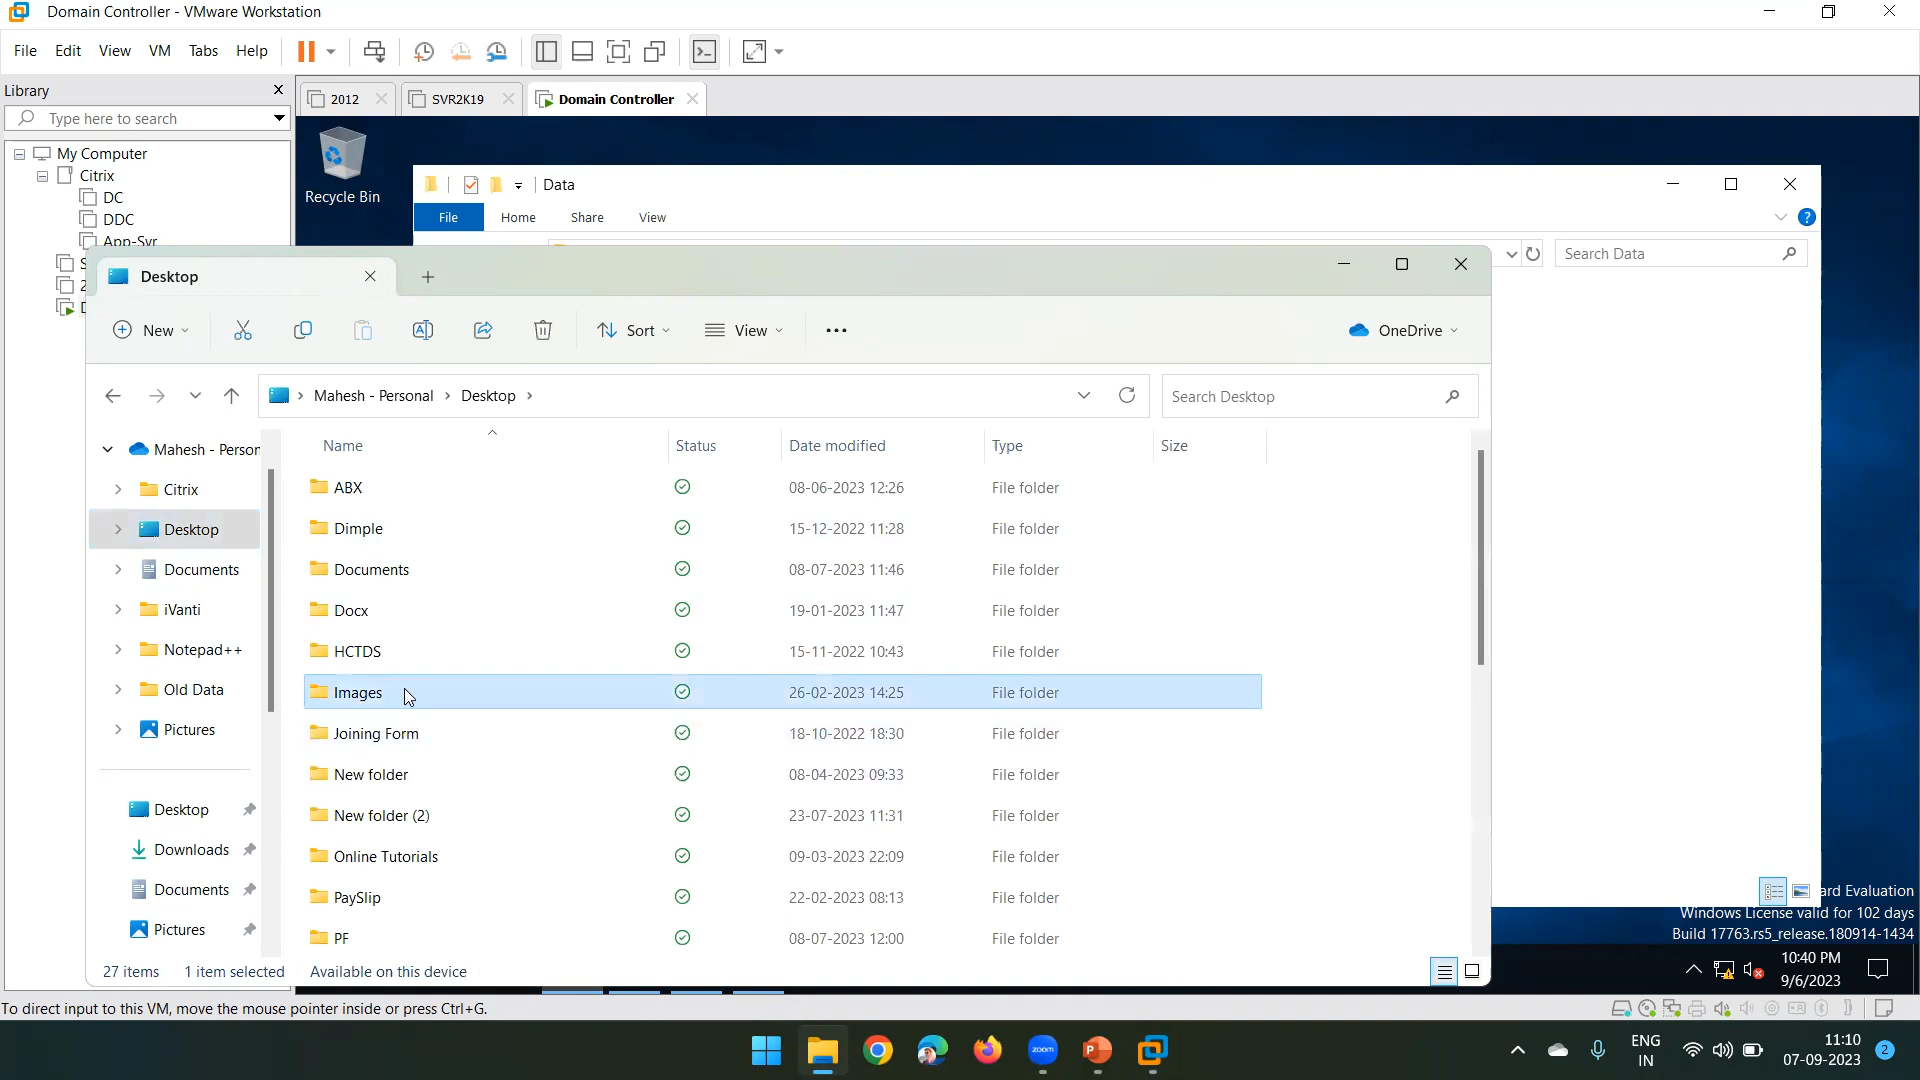 Domain Controller - VMware Workstation
File Edit View VM Tabs Help
Library
Type here to search
2012 SVR2K19 Domain Controller
My Computer
Citrix
DC
DDC
App-Svr
Recycle Bin
Data
File Home Share View
Search Data
Desktop
New Sort View OneDrive
Mahesh - Personal Desktop
Search Desktop
Name Status Date modified Type Size
Mahesh - Person
Citrix
Desktop
Documents
iVanti
Notepad++
Old Data
Pictures
Desktop
Downloads
Documents
Pictures
ABX 08-06-2023 12:26 File folder
Dimple 15-12-2022 11:28 File folder
Documents 08-07-2023 11:46 File folder
Docx 19-01-2023 11:47 File folder
HCTDS 15-11-2022 10:43 File folder
Images 26-02-2023 14:25 File folder
Joining Form 18-10-2022 18:30 File folder
New folder 08-04-2023 09:33 File folder
New folder (2) 23-07-2023 11:31 File folder
Online Tutorials 09-03-2023 22:09 File folder
PaySlip 22-02-2023 08:13 File folder
PF 08-07-2023 12:00 File folder
27 items 1 item selected Available on this device
ard Evaluation
Windows License valid for 102 days
Build 17763.rs5_release.180914-1434
10:40 PM
9/6/2023
To direct input to this VM, move the mouse pointer inside or press Ctrl+G.
zoom
ENG
IN
11:10
07-09-2023
2